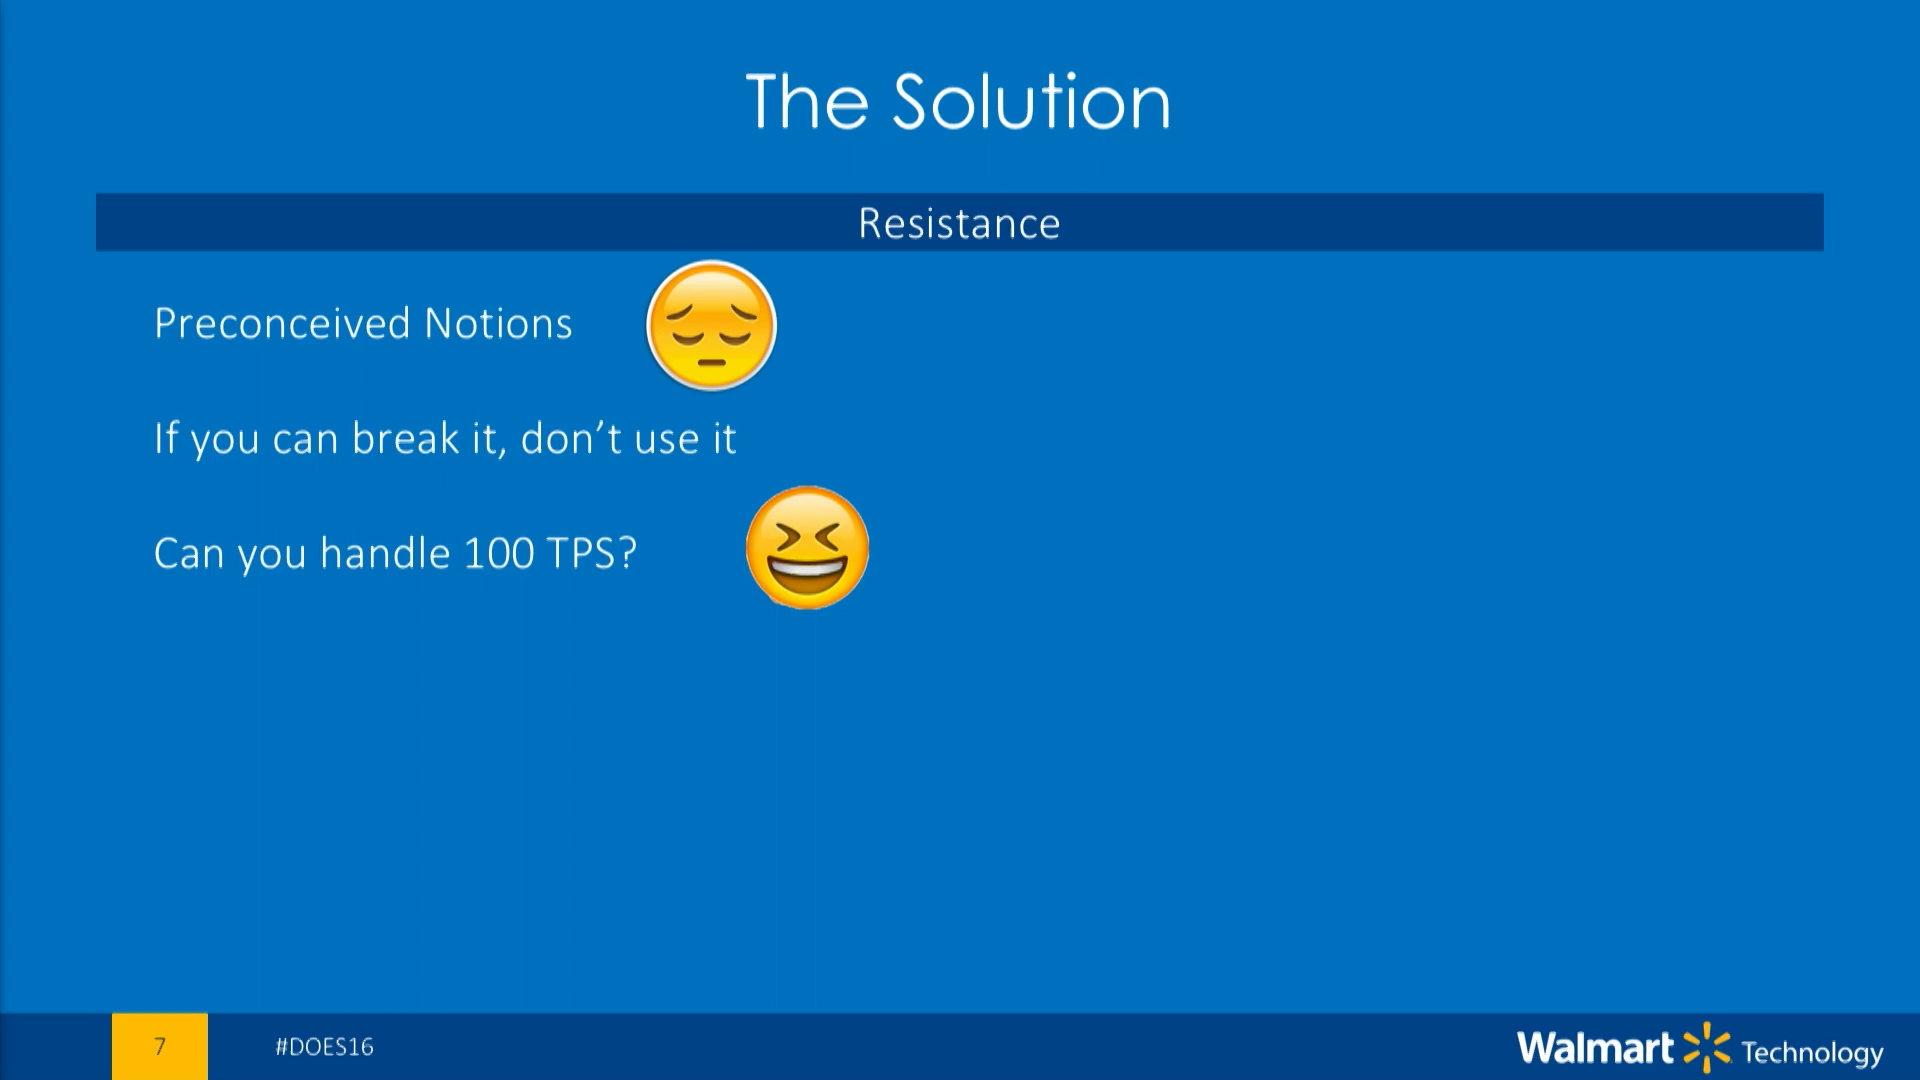 The Solution
Resistance
Preconceived Notions
If you can break it, don’t use it
Can you handle 100 TPS?
7
#DOES16
Walmart Technology